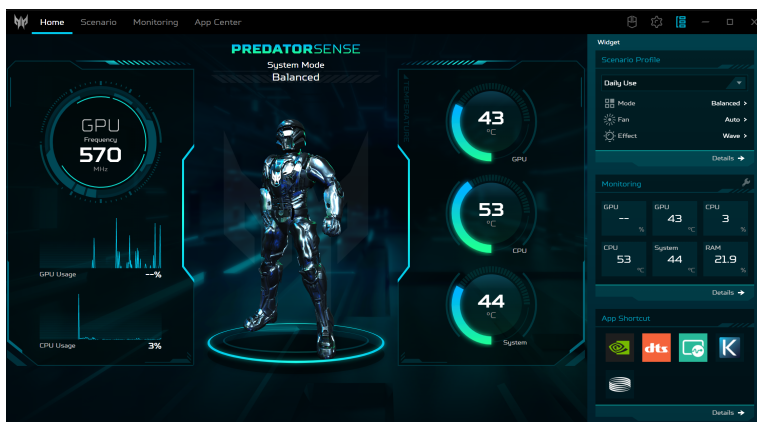 Home Scenario Monitoring App Center
PREDATORSENSE
System Mode
Balanced
GPU
Frequency
570
MHz
GPU Usage --%
CPU Usage 3%
TEMPERATURE
43
°C
GPU
53
°C
CPU
44
°C
System
Widget
Scenario Profile
Daily Use
Mode Balanced >
Fan Auto >
Effect Wave >
Details →
Monitoring
GPU GPU CPU
-- 43 3
% °C %
CPU System RAM
53 44 21.9
°C °C %
Details →
App Shortcut
dts K
Details →